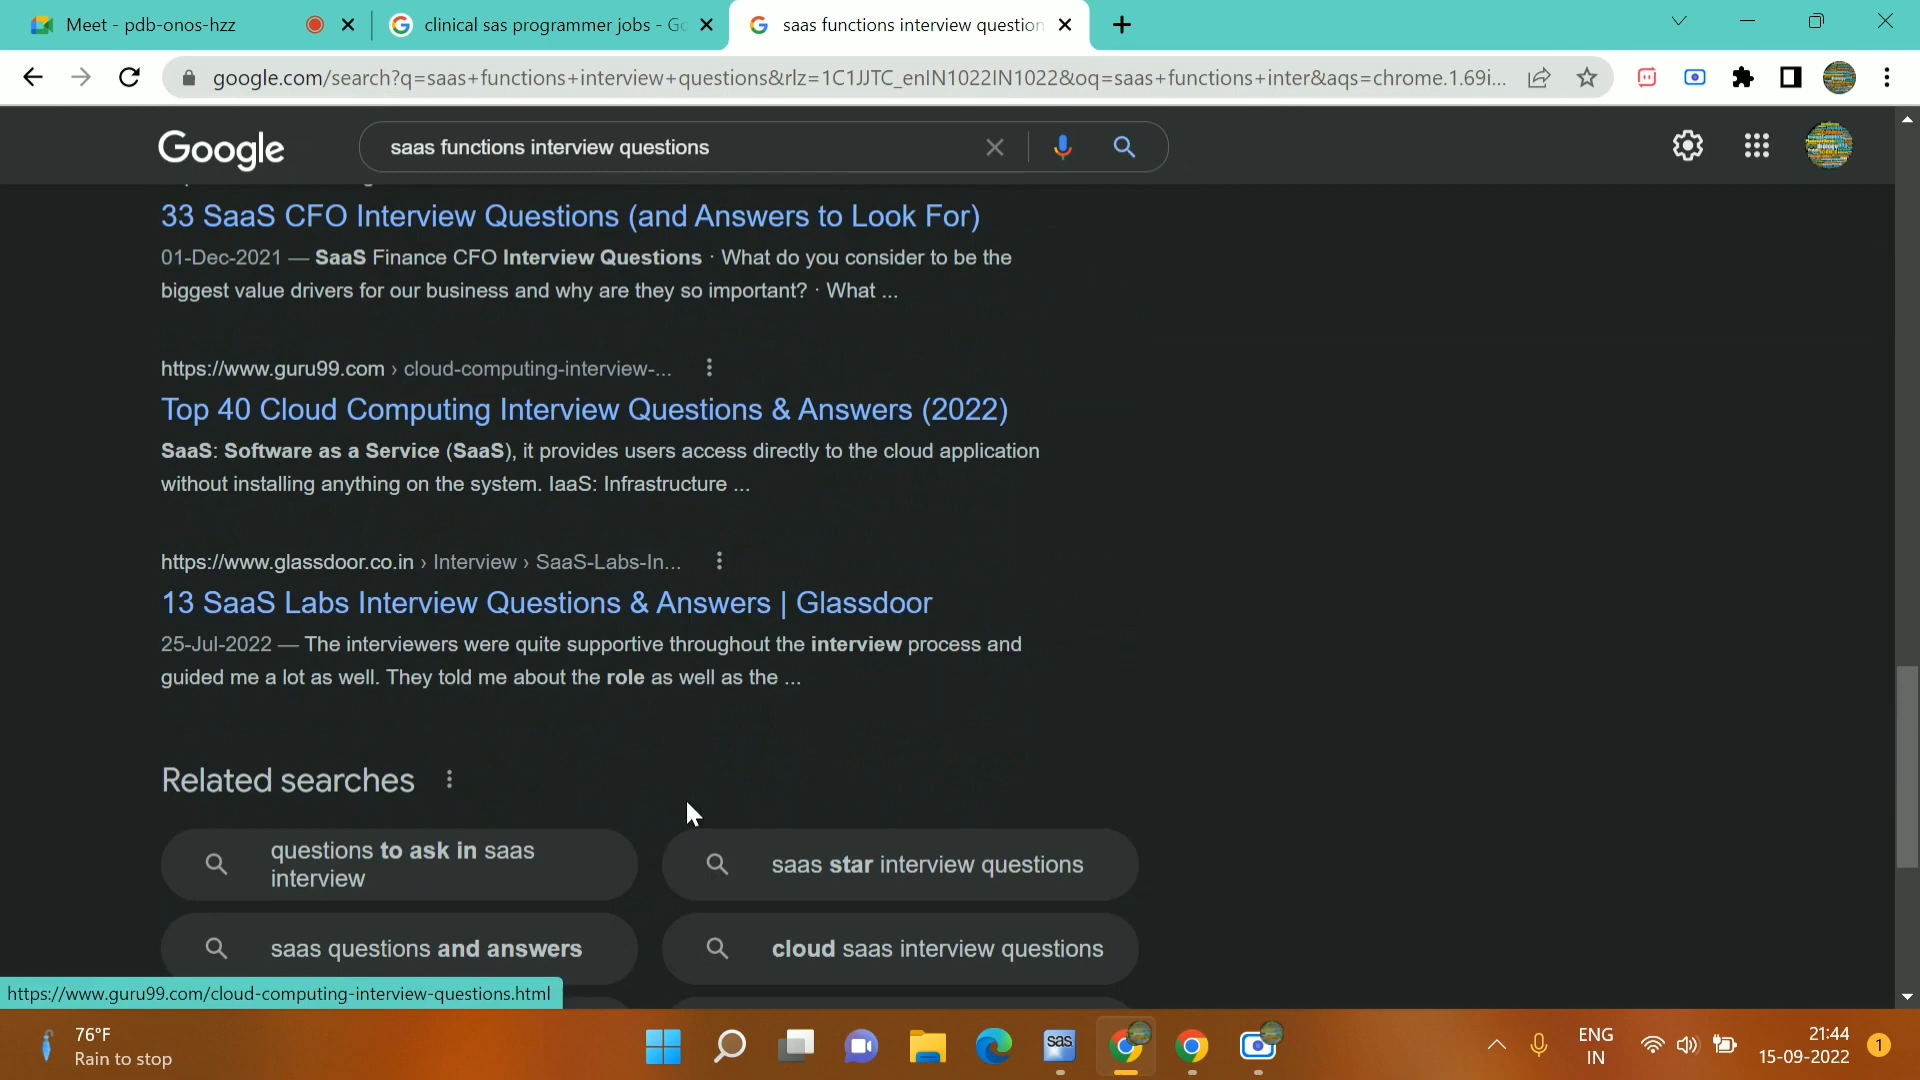 Meet - pdb-onos-hzz
clinical sas programmer jobs - Go
saas functions interview question
google.com/search?q=saas+functions+interview+questions&rlz=1C1JJTC_enIN1022IN1022&oq=saas+functions+inter&aqs=chrome.1.69i...
Google
saas functions interview questions
33 SaaS CFO Interview Questions (and Answers to Look For)
01-Dec-2021 — SaaS Finance CFO Interview Questions · What do you consider to be the
biggest value drivers for our business and why are they so important? · What ...
https://www.guru99.com › cloud-computing-interview-...
Top 40 Cloud Computing Interview Questions & Answers (2022)
SaaS: Software as a Service (SaaS), it provides users access directly to the cloud application
without installing anything on the system. IaaS: Infrastructure ...
https://www.glassdoor.co.in › Interview › SaaS-Labs-In...
13 SaaS Labs Interview Questions & Answers | Glassdoor
25-Jul-2022 — The interviewers were quite supportive throughout the interview process and
guided me a lot as well. They told me about the role as well as the ...
Related searches
questions to ask in saas
interview
saas star interview questions
saas questions and answers
cloud saas interview questions
https://www.guru99.com/cloud-computing-interview-questions.html
76°F
Rain to stop
sas
ENG
IN
21:44
15-09-2022
1